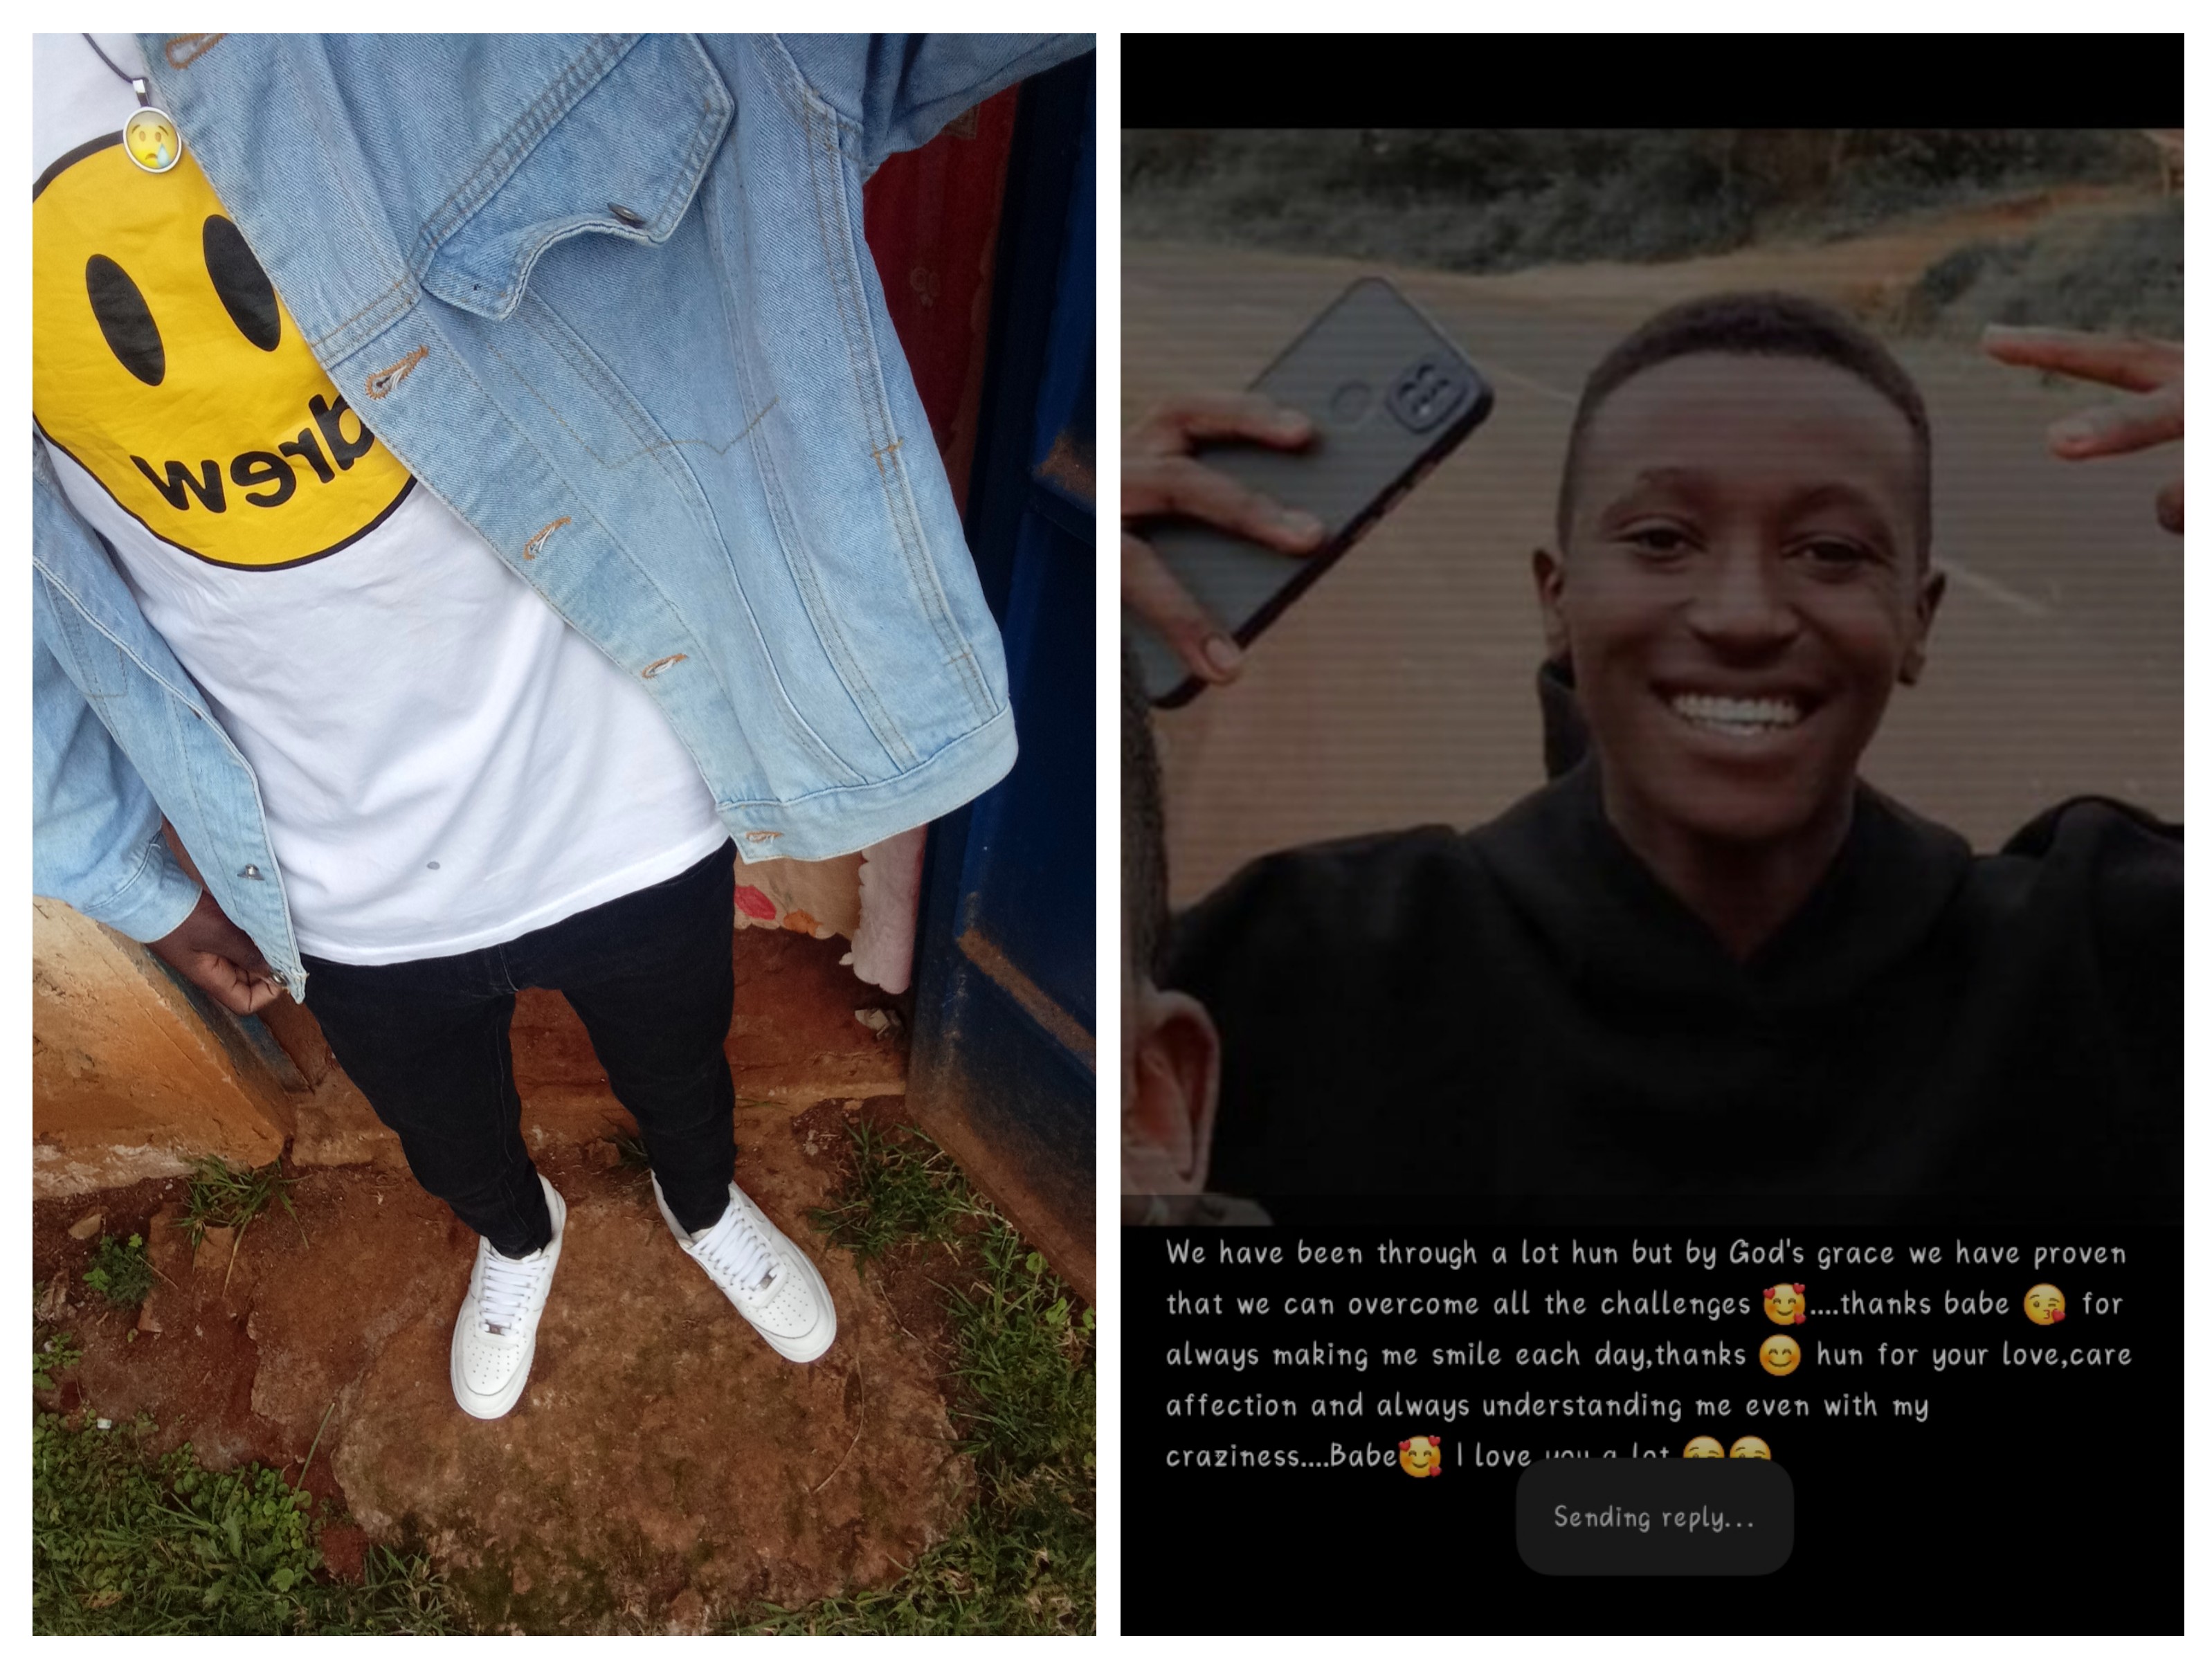 drew
We have been through a lot hun but by God's grace we have proven
that we can overcome all the challenges 🥰....thanks babe 😘 for
always making me smile each day,thanks 😊 hun for your love,care
affection and always understanding me even with my
craziness....Babe🥰 I love you a lot
Sending reply...